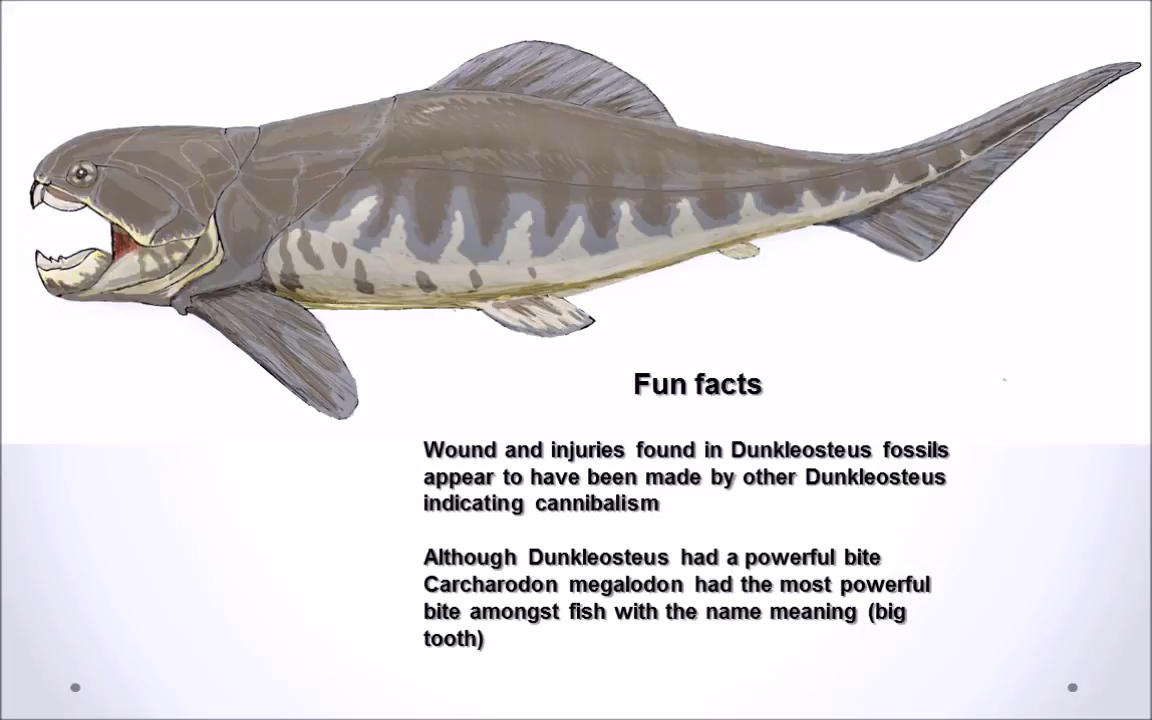 Fun facts
Wound and injuries found in Dunkleosteus fossils
appear to have been made by other Dunkleosteus
indicating cannibalism
Although Dunkleosteus had a powerful bite
Carcharodon megalodon had the most powerful
bite amongst fish with the name meaning (big
tooth)